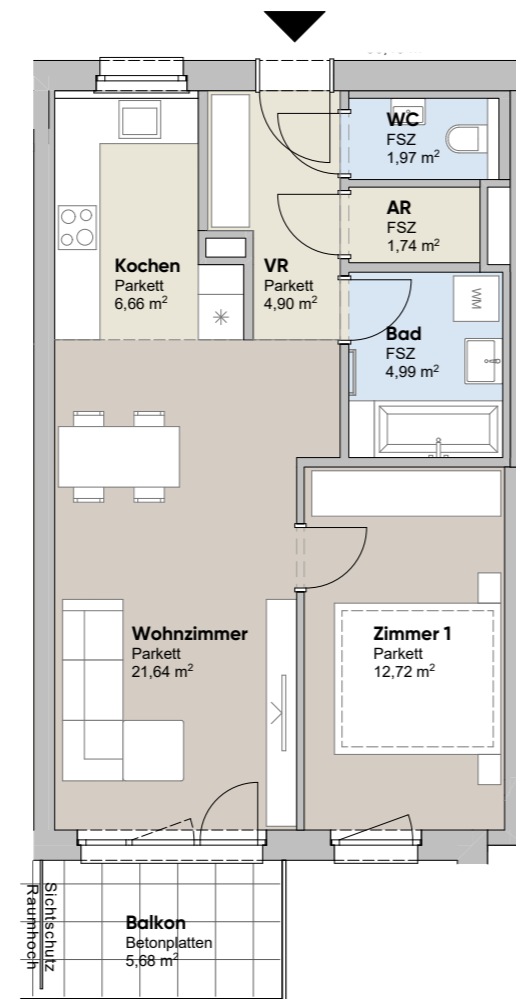 WC
FSZ
1,97 m²
AR
FSZ
1,74 m²
Kochen
Parkett
6,66 m²
VR
Parkett
4,90 m²
WM
Bad
FSZ
4,99 m²
Wohnzimmer
Parkett
21,64 m²
Zimmer 1
Parkett
12,72 m²
Sichtschutz
Raumhoch
Balkon
Betonplatten
5,68 m²